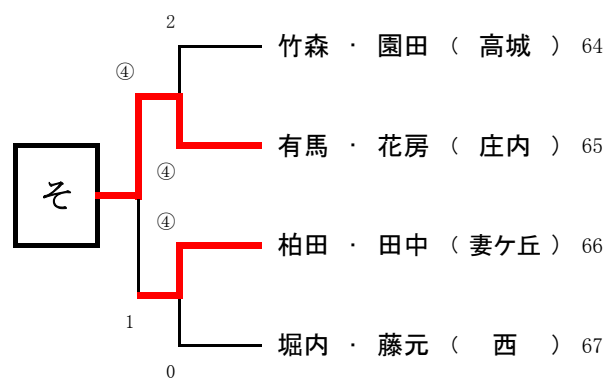 2
竹森 ・ 園田 ( 高城 ) 64
④
有馬 ・ 花房 ( 庄内 ) 65
④
そ
④
柏田 ・ 田中 ( 妻ケ丘 ) 66
1
堀内 ・ 藤元 ( 西 ) 67
0